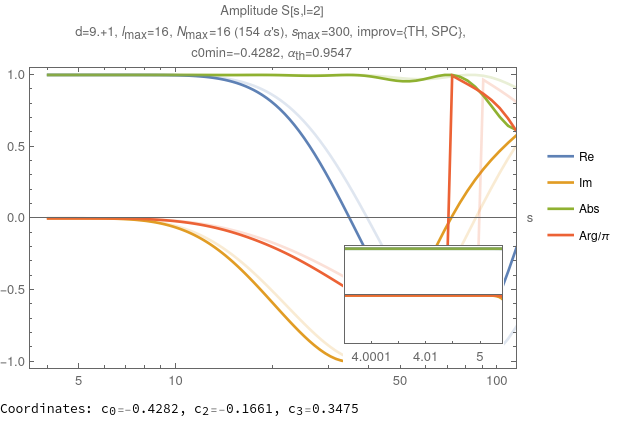 Amplitude S[s,l=2]
d=9.+1, lmax=16, Nmax=16 (154 α's), smax=300, improv={TH, SPC},
c0min=-0.4282, αth=0.9547
1.0
0.5
0.0
-0.5
-1.0
s
Re
Im
Abs
Arg/π
4.0001 4.01 5
5 10 50 100
Coordinates: c0=-0.4282, c2=-0.1661, c3=0.3475